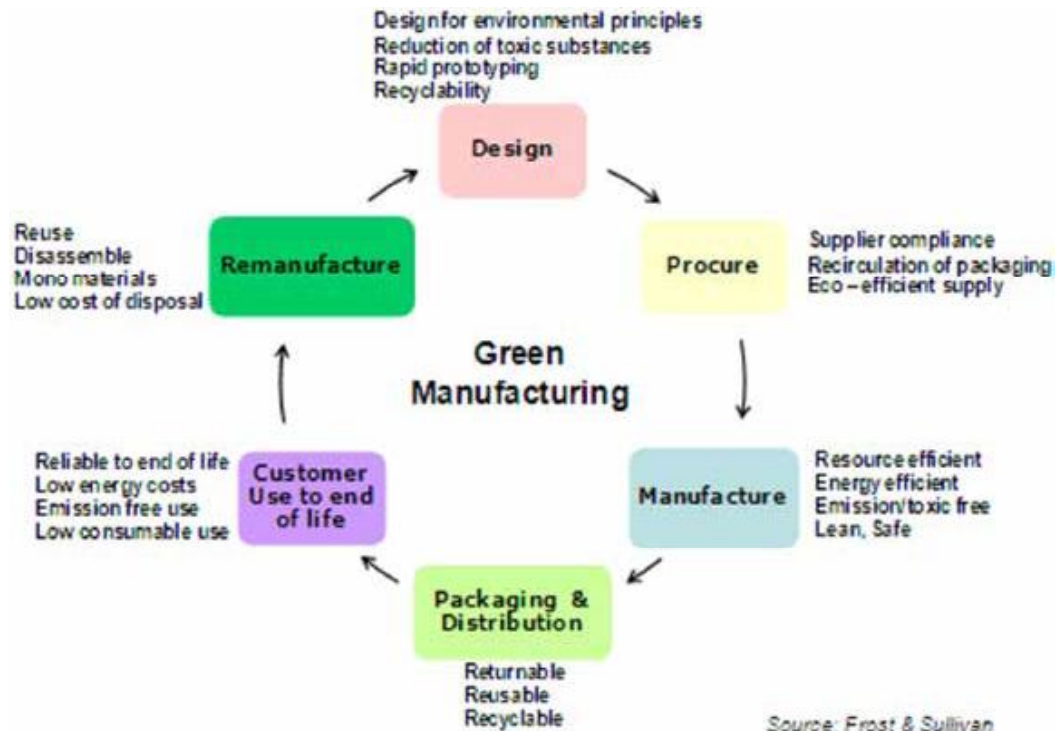 Design for environmental principles
Reduction of toxic substances
Rapid prototyping
Recyclability
Design
Procure
Supplier compliance
Recirculation of packaging
Eco – efficient supply
Manufacture
Resource efficient
Energy efficient
Emission/toxic free
Lean, Safe
Packaging &
Distribution
Returnable
Reusable
Recyclable
Customer
Use to end
of life
Reliable to end of life
Low energy costs
Emission free use
Low consumable use
Remanufacture
Reuse
Disassemble
Mono materials
Low cost of disposal
Green
Manufacturing
Source: Frost & Sullivan